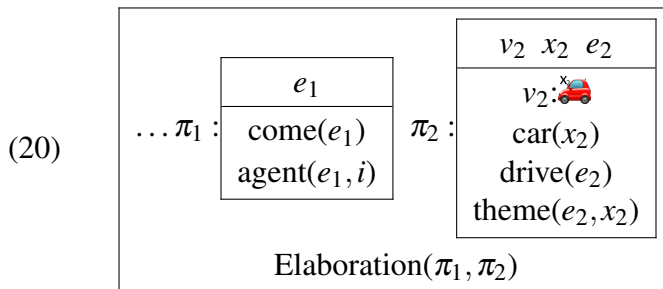 (20)
… π₁ :
e₁
come(e₁)
agent(e₁, i)
π₂ :
v₂ x₂ e₂
v₂: x₂
car(x₂)
drive(e₂)
theme(e₂, x₂)
Elaboration(π₁, π₂)